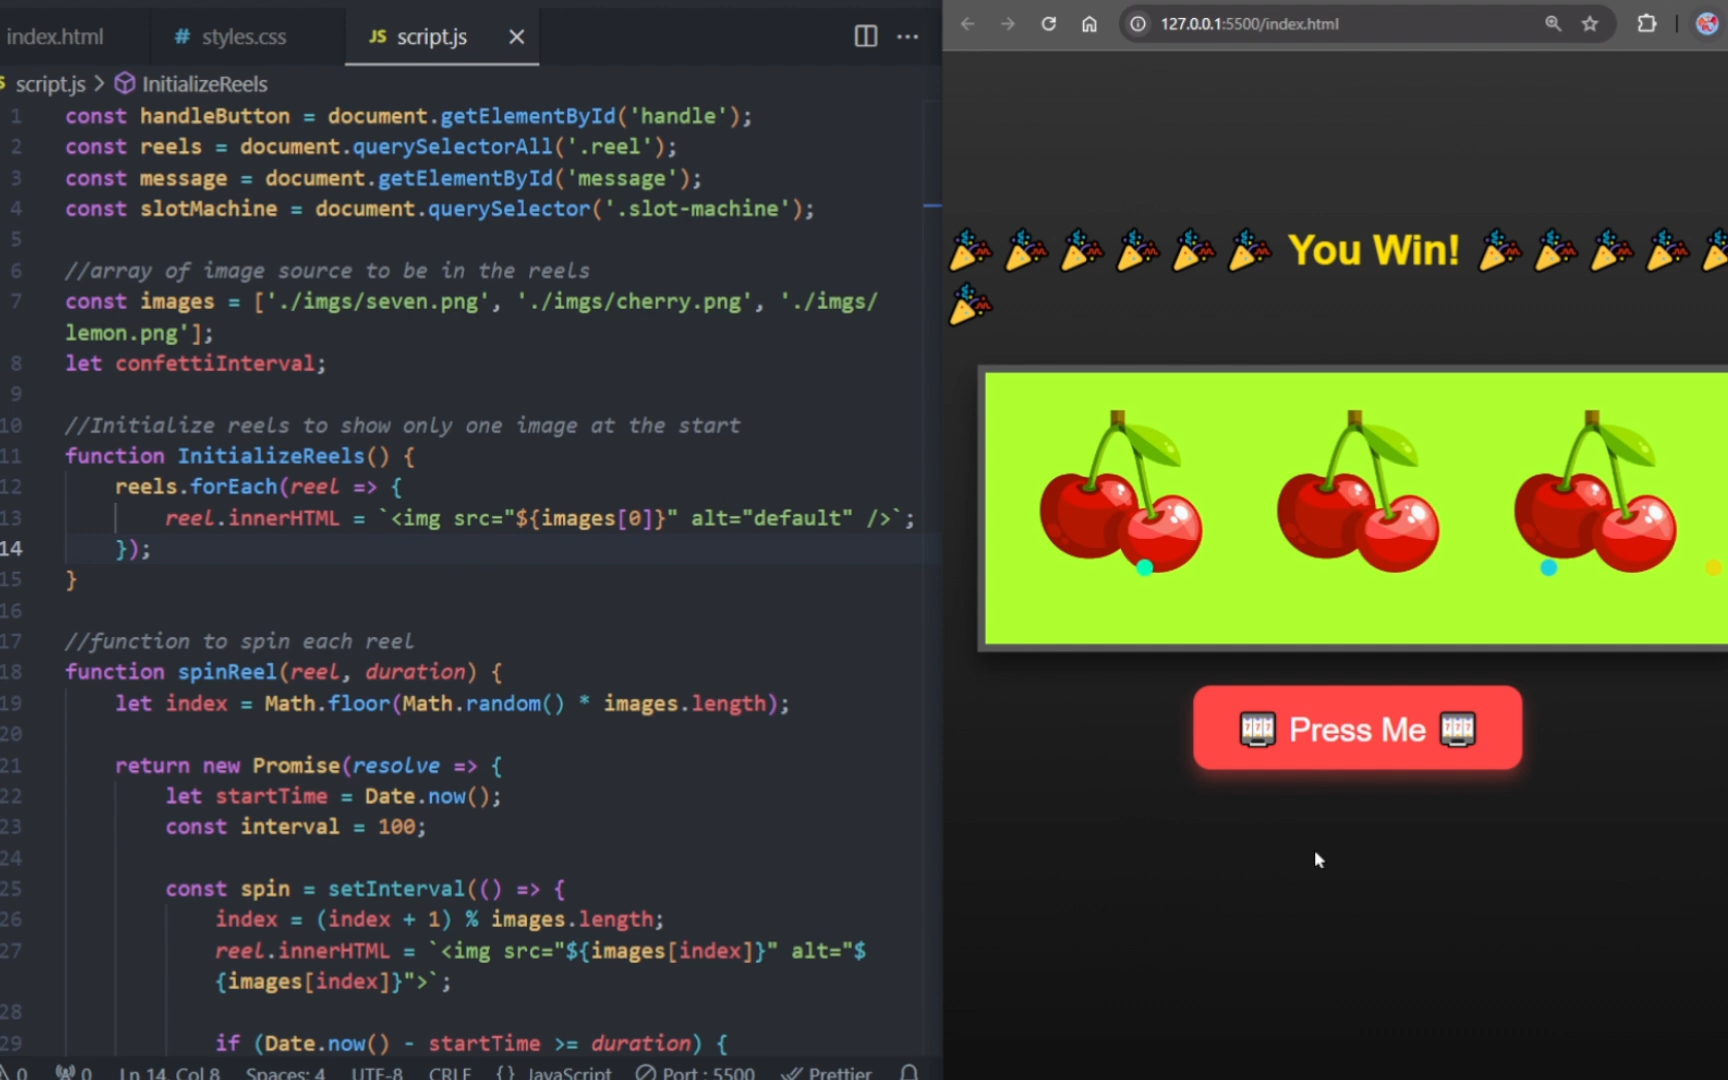 index.html
# styles.css
JS script.js
script.js > InitializeReels
1 const handleButton = document.getElementById('handle');
2 const reels = document.querySelectorAll('.reel');
3 const message = document.getElementById('message');
4 const slotMachine = document.querySelector('.slot-machine');
5
6 //array of image source to be in the reels
7 const images = ['./imgs/seven.png', './imgs/cherry.png', './imgs/
lemon.png'];
8 let confettiInterval;
9
10 //Initialize reels to show only one image at the start
11 function InitializeReels() {
12 reels.forEach(reel => {
13 reel.innerHTML = `<img src="${images[0]}" alt="default" />`;
14 });
15 }
16
17 //function to spin each reel
18 function spinReel(reel, duration) {
19 let index = Math.floor(Math.random() * images.length);
20
21 return new Promise(resolve => {
22 let startTime = Date.now();
23 const interval = 100;
24
25 const spin = setInterval(() => {
26 index = (index + 1) % images.length;
27 reel.innerHTML = `<img src="${images[index]}" alt="$
{images[index]}">`;
28
29 if (Date.now() - startTime >= duration) {
0 0 Ln 14, Col 8 Spaces: 4 UTF-8 CRLF {} JavaScript Port : 5500 Prettier
127.0.0.1:5500/index.html
🎉 🎉 🎉 🎉 🎉 🎉 You Win! 🎉 🎉 🎉 🎉 🎉
🎉
🎰 Press Me 🎰